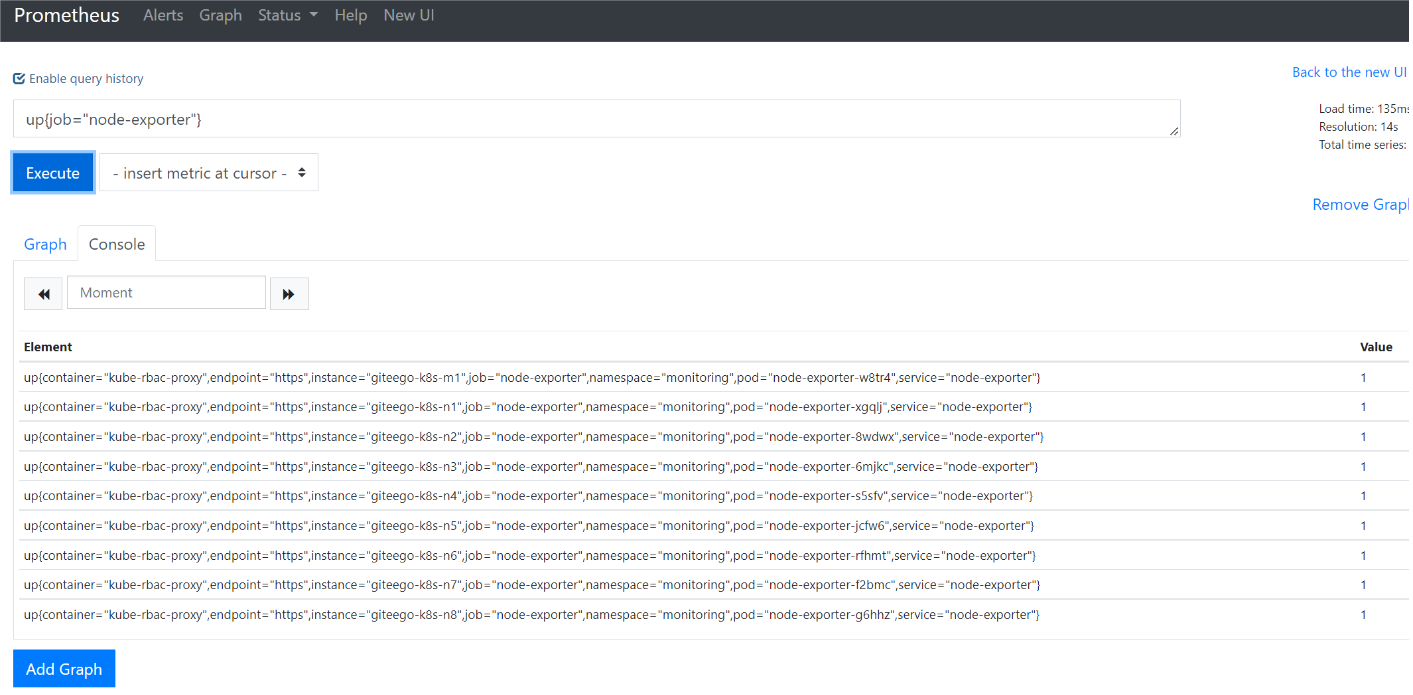 Prometheus Alerts Graph Status Help New UI
Enable query history
Back to the new UI
up{job="node-exporter"}
Load time: 135ms
Resolution: 14s
Total time series:
Execute
- insert metric at cursor -
Remove Graph
Graph Console
Moment
Element Value
up{container="kube-rbac-proxy",endpoint="https",instance="giteego-k8s-m1",job="node-exporter",namespace="monitoring",pod="node-exporter-w8tr4",service="node-exporter"} 1
up{container="kube-rbac-proxy",endpoint="https",instance="giteego-k8s-n1",job="node-exporter",namespace="monitoring",pod="node-exporter-xgqlj",service="node-exporter"} 1
up{container="kube-rbac-proxy",endpoint="https",instance="giteego-k8s-n2",job="node-exporter",namespace="monitoring",pod="node-exporter-8wdwx",service="node-exporter"} 1
up{container="kube-rbac-proxy",endpoint="https",instance="giteego-k8s-n3",job="node-exporter",namespace="monitoring",pod="node-exporter-6mjkc",service="node-exporter"} 1
up{container="kube-rbac-proxy",endpoint="https",instance="giteego-k8s-n4",job="node-exporter",namespace="monitoring",pod="node-exporter-s5sfv",service="node-exporter"} 1
up{container="kube-rbac-proxy",endpoint="https",instance="giteego-k8s-n5",job="node-exporter",namespace="monitoring",pod="node-exporter-jcfw6",service="node-exporter"} 1
up{container="kube-rbac-proxy",endpoint="https",instance="giteego-k8s-n6",job="node-exporter",namespace="monitoring",pod="node-exporter-rfhmt",service="node-exporter"} 1
up{container="kube-rbac-proxy",endpoint="https",instance="giteego-k8s-n7",job="node-exporter",namespace="monitoring",pod="node-exporter-f2bmc",service="node-exporter"} 1
up{container="kube-rbac-proxy",endpoint="https",instance="giteego-k8s-n8",job="node-exporter",namespace="monitoring",pod="node-exporter-g6hhz",service="node-exporter"} 1
Add Graph